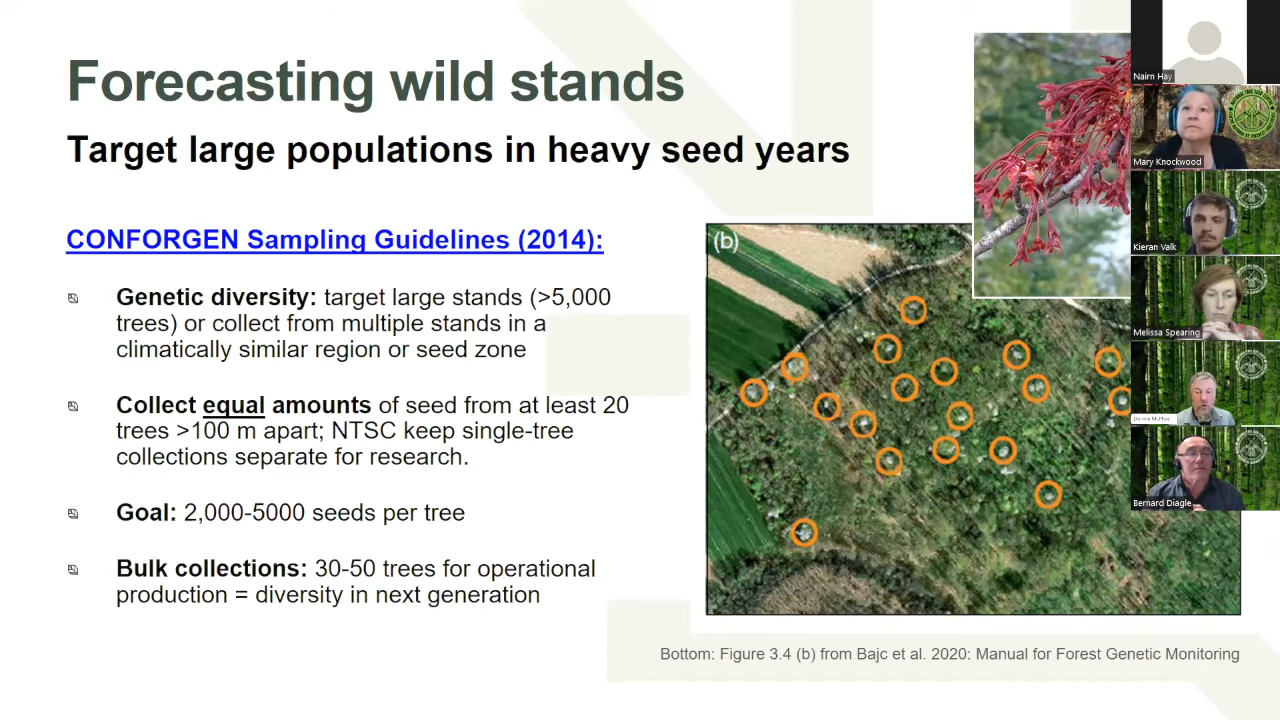 Forecasting wild stands
Target large populations in heavy seed years
CONFORGEN Sampling Guidelines (2014):
Genetic diversity: target large stands (>5,000
trees) or collect from multiple stands in a
climatically similar region or seed zone
Collect equal amounts of seed from at least 20
trees >100 m apart; NTSC keep single-tree
collections separate for research.
Goal: 2,000-5000 seeds per tree
Bulk collections: 30-50 trees for operational
production = diversity in next generation
(b)
Bottom: Figure 3.4 (b) from Bajc et al. 2020: Manual for Forest Genetic Monitoring
Nairn Hay
Mary Knockwood
Kieran Valk
Melissa Spearing
Donnie McPhee
Bernard Diagle